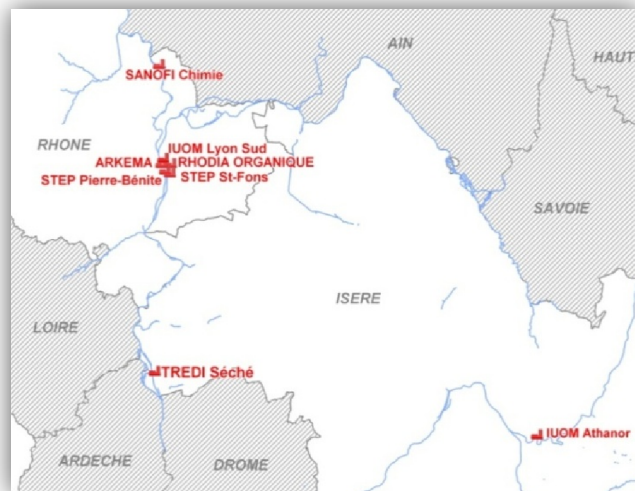 AIN
HAUT
SANOFI Chimie
RHONE
IUOM Lyon Sud
ARKEMA
RHODIA ORGANIQUE
STEP Pierre-Bénite
STEP St-Fons
SAVOIE
ISERE
LOIRE
TREDI Séché
IUOM Athanor
ARDECHE
DROME